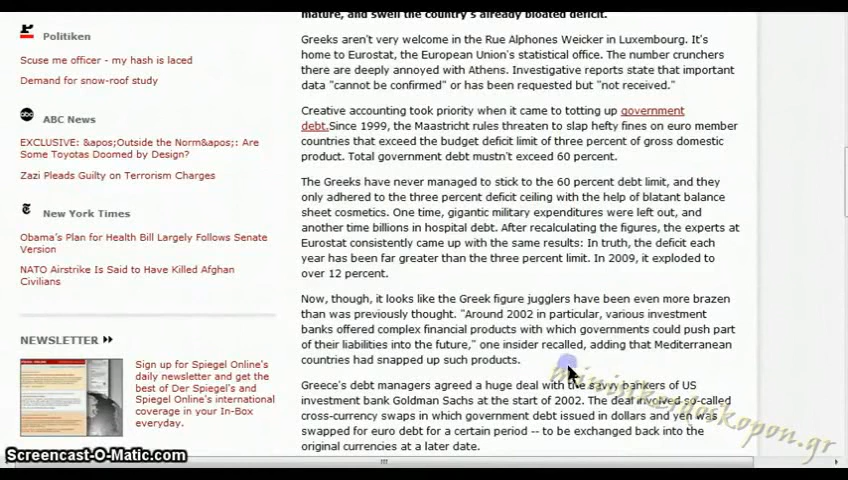 Politiken
Scuse me officer - my hash is laced
Demand for snow-roof study
abc
ABC News
EXCLUSIVE: &apos;Outside the Norm&apos;: Are
Some Toyotas Doomed by Design?
Zazi Pleads Guilty on Terrorism Charges
New York Times
Obama's Plan for Health Bill Largely Follows Senate
Version
NATO Airstrike Is Said to Have Killed Afghan
Civilians
NEWSLETTER
Sign up for Spiegel Online's
daily newsletter and get the
best of Der Spiegel's and
Spiegel Online's international
coverage in your In-Box
everyday.
mature, and swell the country's already bloated deficit.
Greeks aren't very welcome in the Rue Alphones Weicker in Luxembourg. It's
home to Eurostat, the European Union's statistical office. The number crunchers
there are deeply annoyed with Athens. Investigative reports state that important
data "cannot be confirmed" or has been requested but "not received."
Creative accounting took priority when it came to totting up government
debt.Since 1999, the Maastricht rules threaten to slap hefty fines on euro member
countries that exceed the budget deficit limit of three percent of gross domestic
product. Total government debt mustn't exceed 60 percent.
The Greeks have never managed to stick to the 60 percent debt limit, and they
only adhered to the three percent deficit ceiling with the help of blatant balance
sheet cosmetics. One time, gigantic military expenditures were left out, and
another time billions in hospital debt. After recalculating the figures, the experts at
Eurostat consistently came up with the same results: In truth, the deficit each
year has been far greater than the three percent limit. In 2009, it exploded to
over 12 percent.
Now, though, it looks like the Greek figure jugglers have been even more brazen
than was previously thought. "Around 2002 in particular, various investment
banks offered complex financial products with which governments could push part
of their liabilities into the future," one insider recalled, adding that Mediterranean
countries had snapped up such products.
Greece's debt managers agreed a huge deal with the savvy bankers of US
investment bank Goldman Sachs at the start of 2002. The deal involved so-called
cross-currency swaps in which government debt issued in dollars and yen was
swapped for euro debt for a certain period -- to be exchanged back into the
original currencies at a later date.
Screencast-O-Matic.com